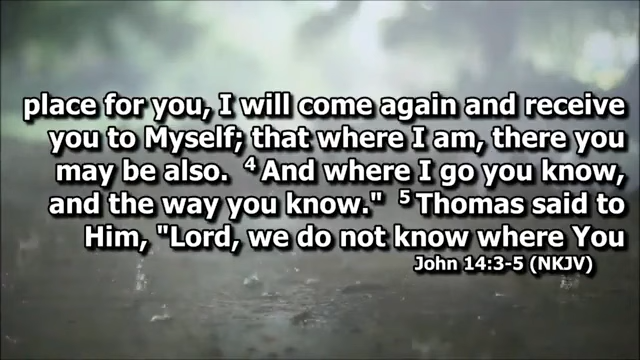 place for you, I will come again and receive
you to Myself; that where I am, there you
may be also. 4 And where I go you know,
and the way you know." 5 Thomas said to
Him, "Lord, we do not know where You
John 14:3-5 (NKJV)